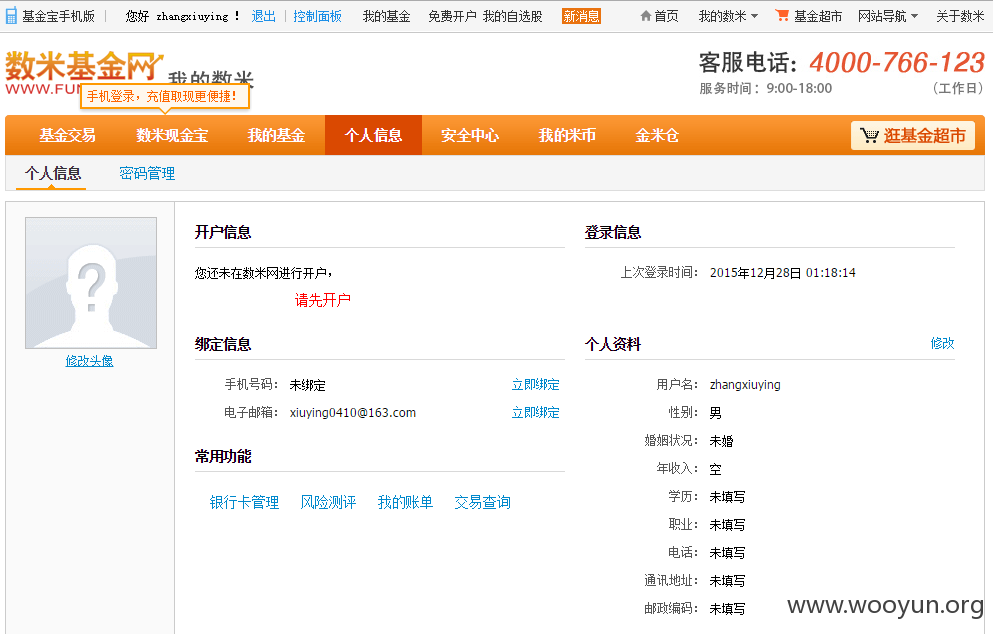 基金宝手机版 您好 zhangxiuying ! 退出 控制面板 我的基金 免费开户 我的自选股 新消息 首页 我的数米 基金超市 网站导航 关于数米
数米基金网 我的数米 客服电话: 4000-766-123
WWW.FUN
手机登录，充值取现更便捷!
服务时间: 9:00-18:00 （工作日）
基金交易 数米现金宝 我的基金 个人信息 安全中心 我的米币 金米仓 逛基金超市
个人信息 密码管理
修改头像
开户信息
您还未在数米网进行开户，
请先开户
登录信息
上次登录时间: 2015年12月28日 01:18:14
绑定信息
手机号码: 未绑定 立即绑定
电子邮箱: xiuying0410@163.com 立即绑定
常用功能
银行卡管理 风险测评 我的账单 交易查询
个人资料 修改
用户名: zhangxiuying
性别: 男
婚姻状况: 未婚
年收入: 空
学历: 未填写
职业: 未填写
电话: 未填写
通讯地址: 未填写
邮政编码: 未填写
www.wooyun.org